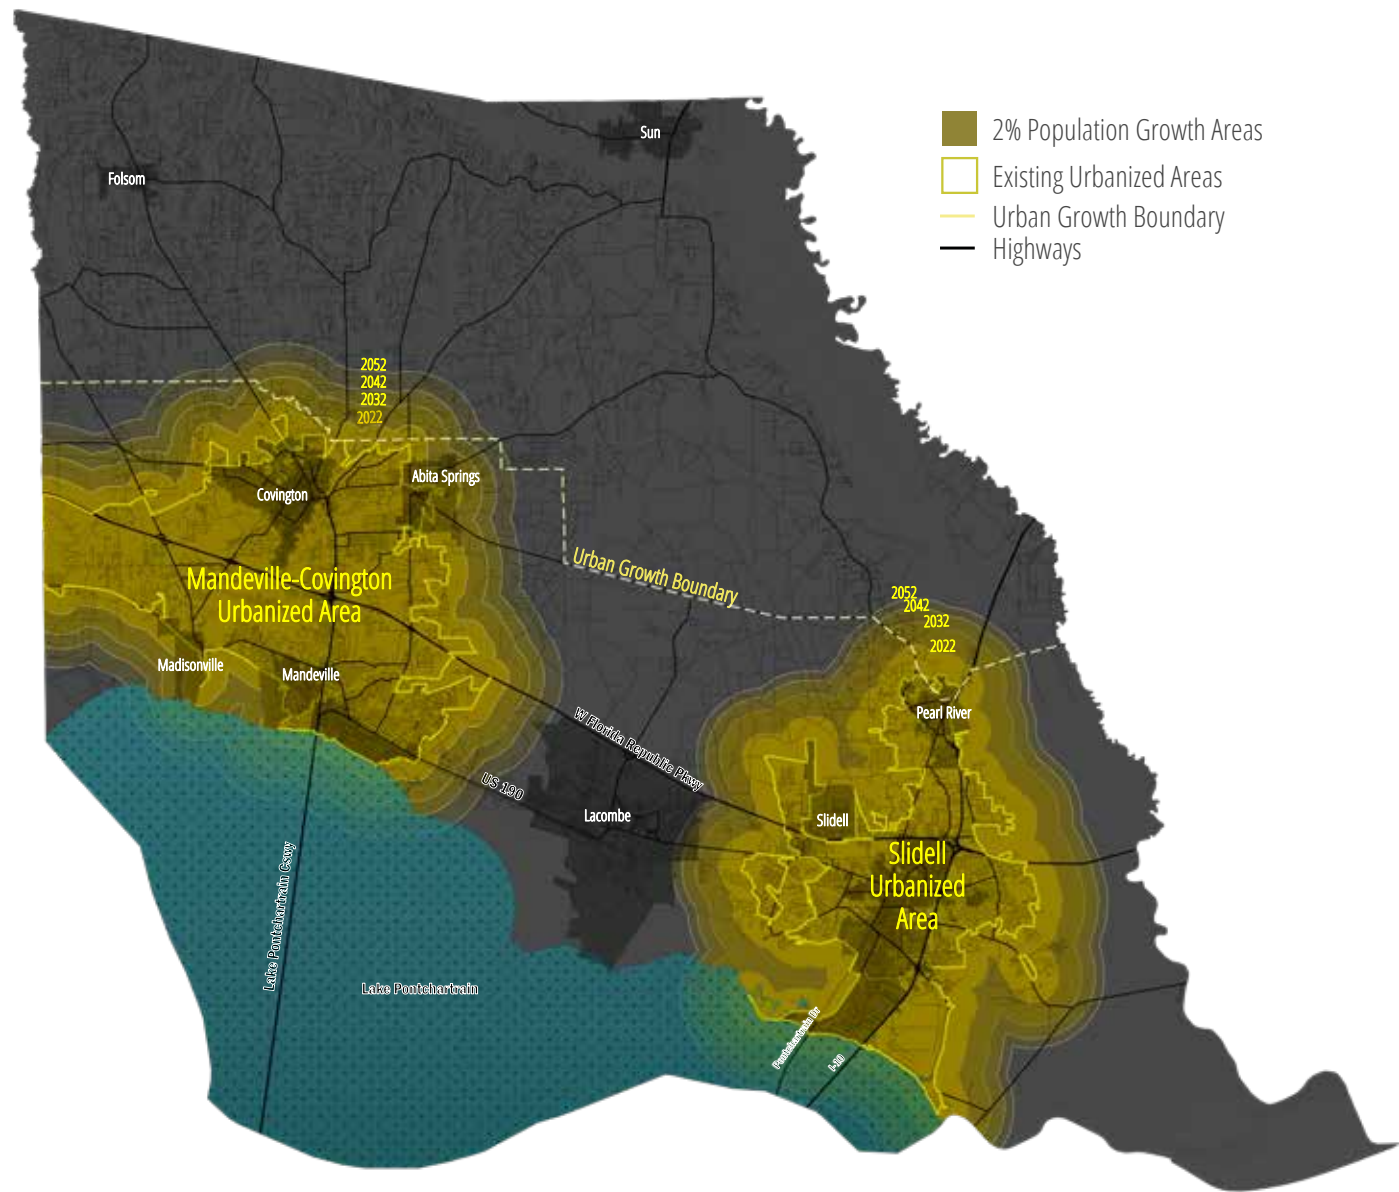 Sun
2% Population Growth Areas
Existing Urbanized Areas
Urban Growth Boundary
Highways
Folsom
2052
2042
2032
2022
Abita Springs
Covington
Urban Growth Boundary
Mandeville-Covington
Urbanized Area
2052
2042
2032
2022
Madisonville
Mandeville
Pearl River
W Florida Republic Pkwy
US 190
Lacombe
Slidell
Slidell
Urbanized
Area
Lake Pontchartrain Cswy
Lake Pontchartrain
Pontchartrain Dr
I-10